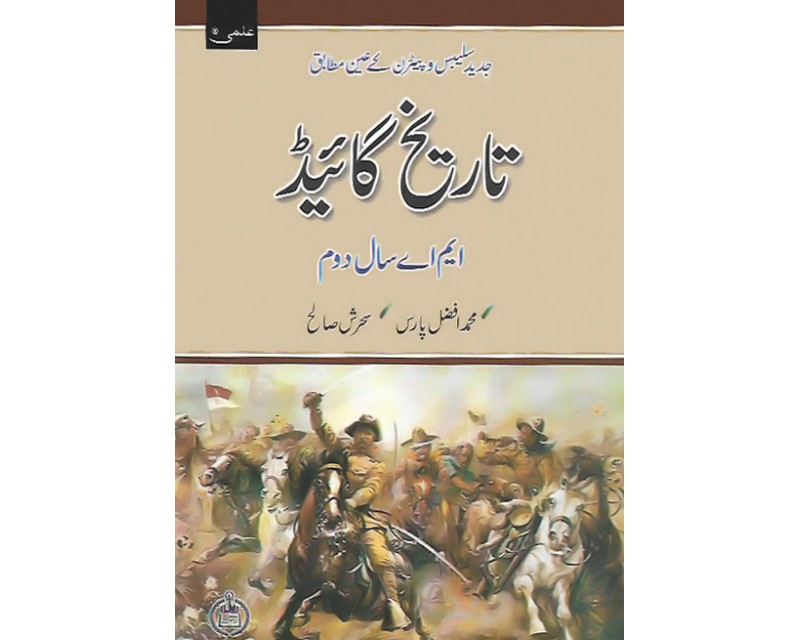 علمی®
جدید سلیبس و پیٹرن کے عین مطابق
تاریخ گائیڈ
ایم اے سال دوم
محمد افضل پارس سحرش صالح